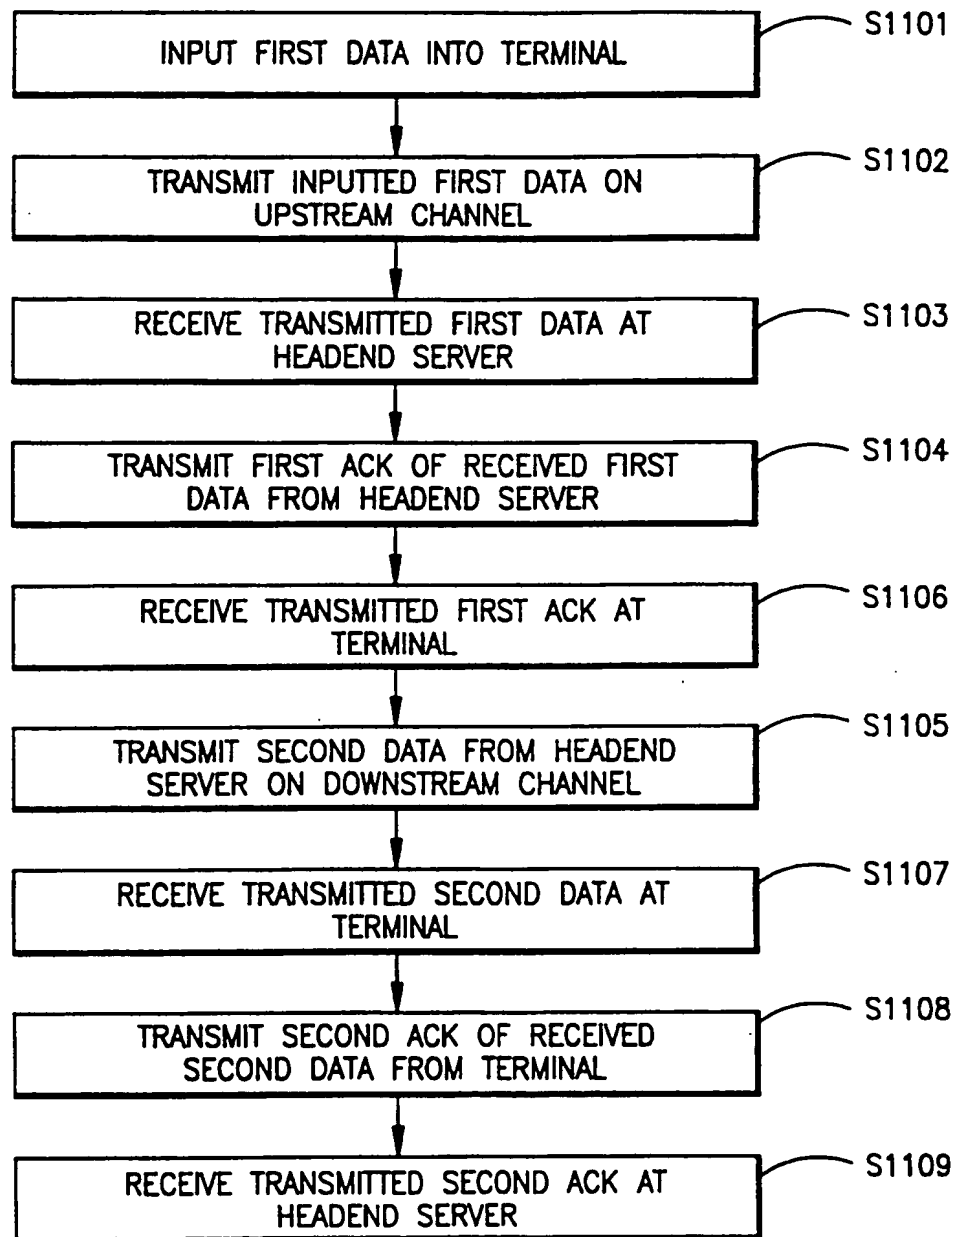 INPUT FIRST DATA INTO TERMINAL
S1101
TRANSMIT INPUTTED FIRST DATA ON
UPSTREAM CHANNEL
S1102
RECEIVE TRANSMITTED FIRST DATA AT
HEADEND SERVER
S1103
TRANSMIT FIRST ACK OF RECEIVED FIRST
DATA FROM HEADEND SERVER
S1104
RECEIVE TRANSMITTED FIRST ACK AT
TERMINAL
S1106
TRANSMIT SECOND DATA FROM HEADEND
SERVER ON DOWNSTREAM CHANNEL
S1105
RECEIVE TRANSMITTED SECOND DATA AT
TERMINAL
S1107
TRANSMIT SECOND ACK OF RECEIVED
SECOND DATA FROM TERMINAL
S1108
RECEIVE TRANSMITTED SECOND ACK AT
HEADEND SERVER
S1109